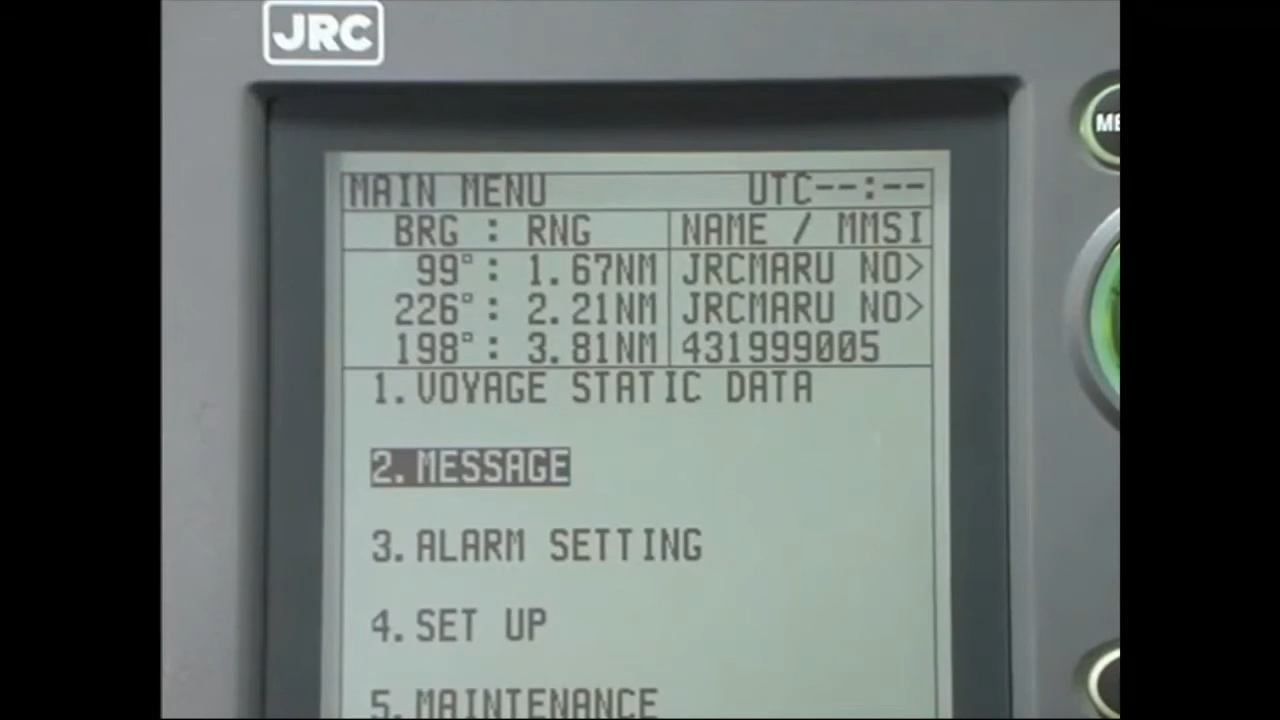 JRC
MAIN MENU UTC--:--
BRG : RNG NAME / MMSI
99°: 1.67NM JRCMARU NO>
226°: 2.21NM JRCMARU NO>
198°: 3.81NM 431999005
1.VOYAGE STATIC DATA
2.MESSAGE
3.ALARM SETTING
4.SET UP
5.MAINTENANCE